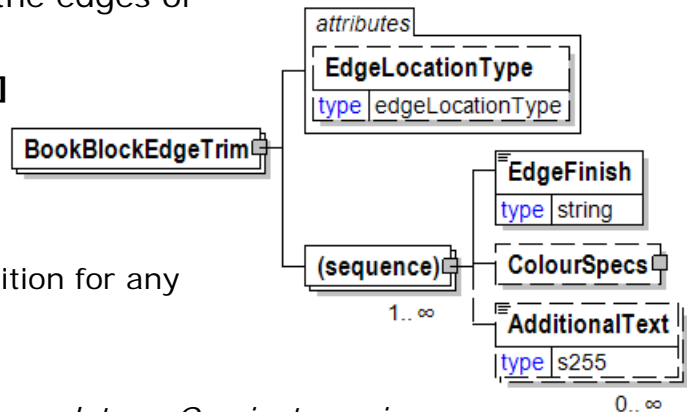 the edges of
attributes
EdgeLocationType
type edgeLocationType
]
BookBlockEdgeTrim
EdgeFinish
type string
(sequence)
ColourSpecs
ition for any
1.. ∞
AdditionalText
type s255
0.. ∞